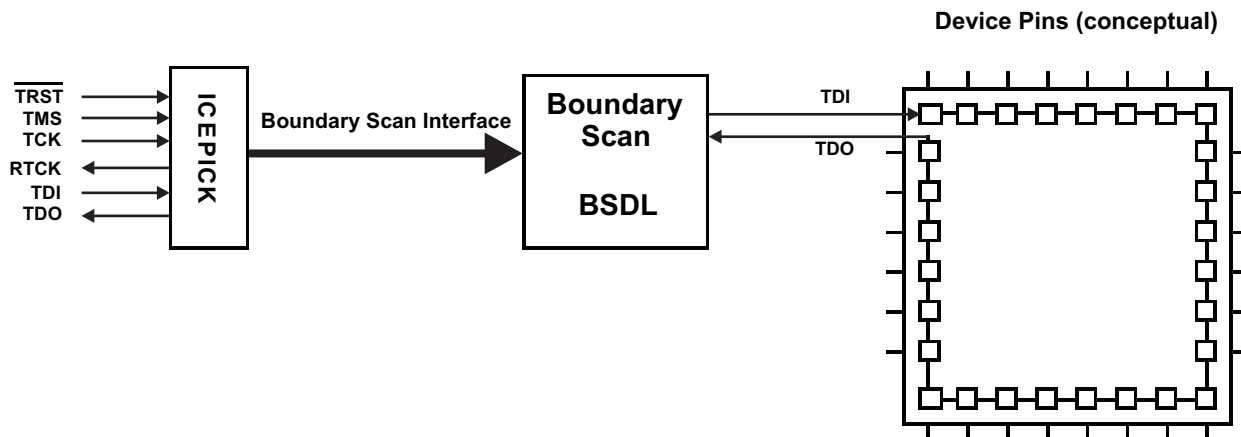 Device Pins (conceptual)
TRST
TMS
TCK
RTCK
TDI
TDO
ICEPICK
Boundary Scan Interface
Boundary
Scan
BSDL
TDI
TDO